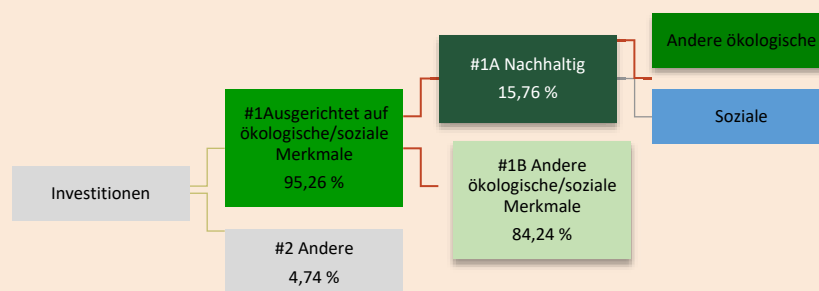 Investitionen
#1Ausgerichtet auf
ökologische/soziale
Merkmale
95,26 %
#2 Andere
4,74 %
#1A Nachhaltig
15,76 %
#1B Andere
ökologische/soziale
Merkmale
84,24 %
Andere ökologische
Soziale